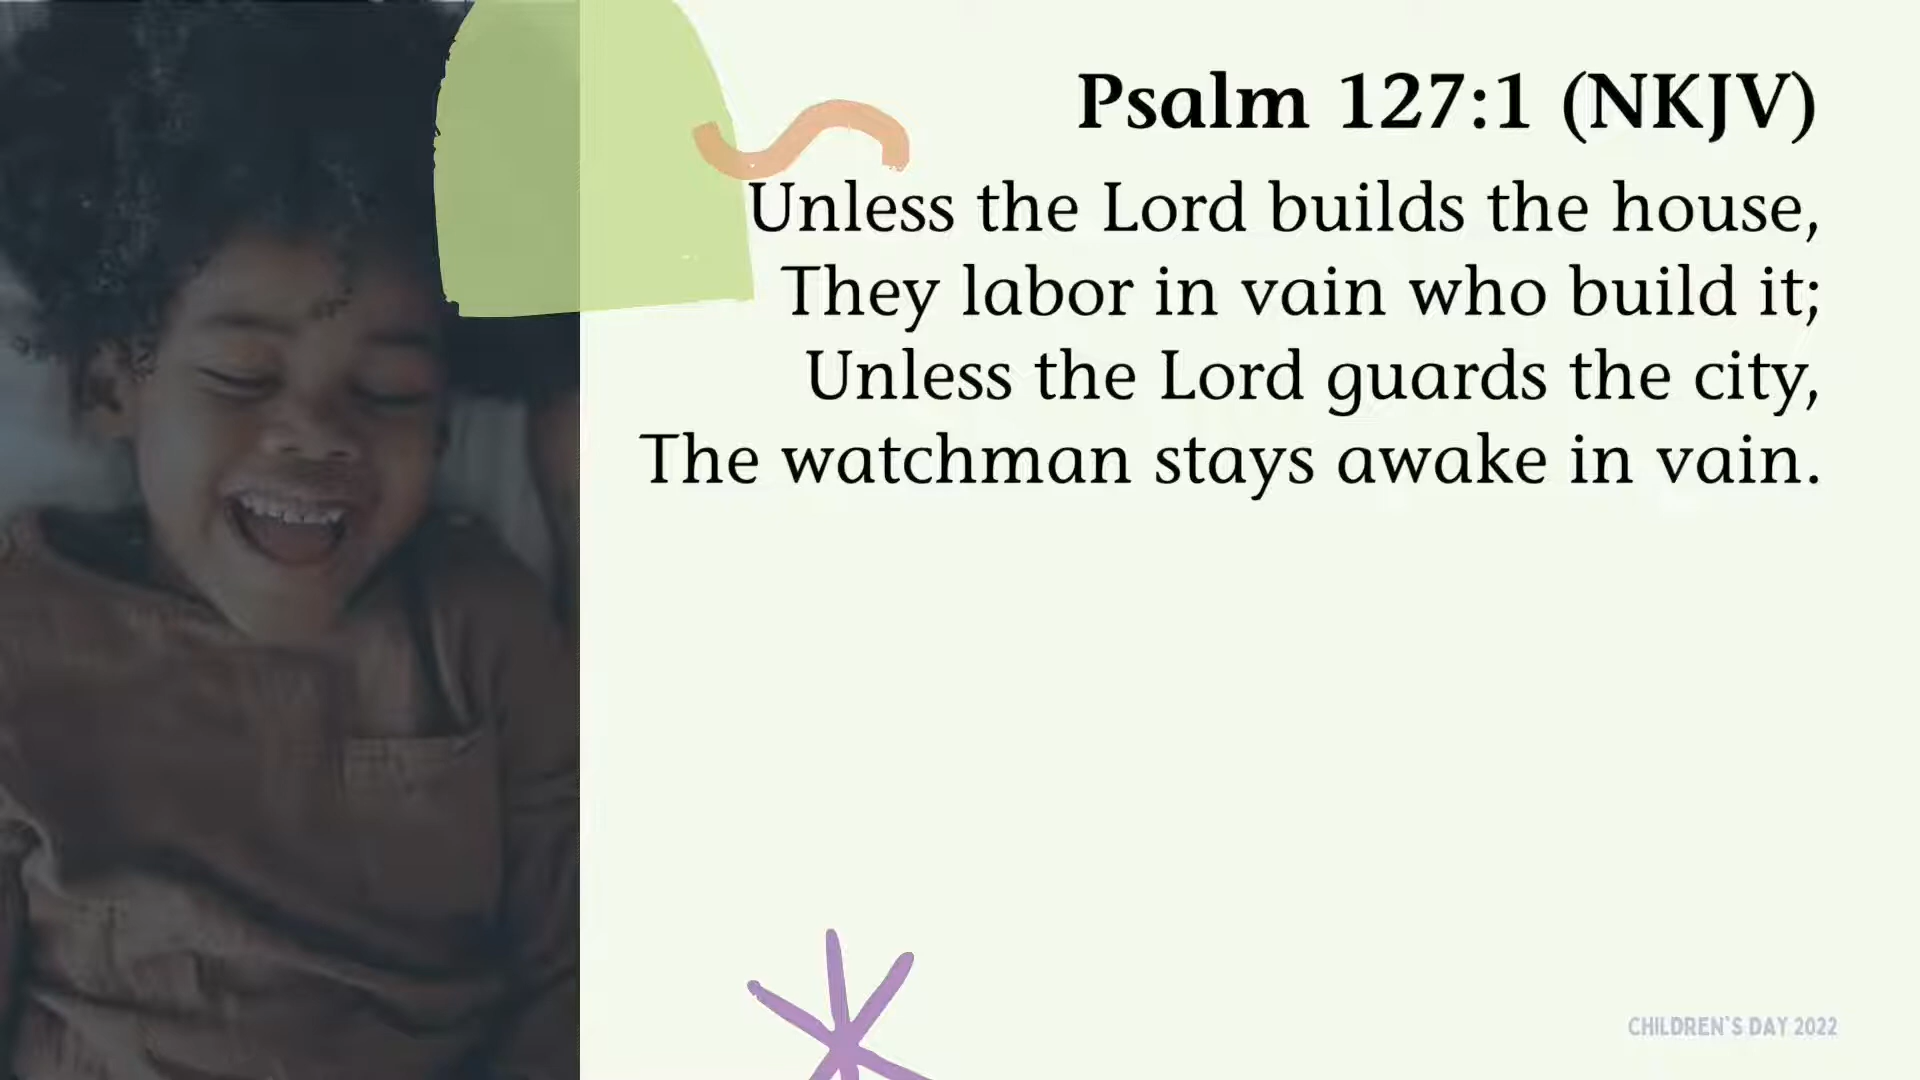 Psalm 127:1 (NKJV)
Unless the Lord builds the house,
They labor in vain who build it;
Unless the Lord guards the city,
The watchman stays awake in vain.
CHILDREN'S DAY 2022